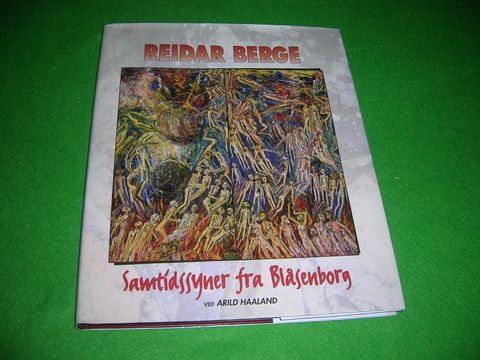 REIDAR BERGE
Samtidssyner fra Blåsenborg
VED ARILD HAALAND